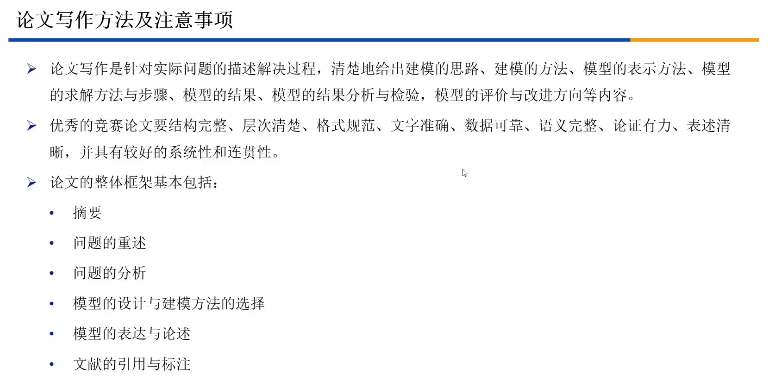 论文写作方法及注意事项
➢ 论文写作是针对实际问题的描述解决过程，清楚地给出建模的思路、建模的方法、模型的表示方法、模型
的求解方法与步骤、模型的结果、模型的结果分析与检验，模型的评价与改进方向等内容。
➢ 优秀的竞赛论文要结构完整、层次清楚、格式规范、文字准确、数据可靠、语义完整、论证有力、表述清
晰，并具有较好的系统性和连贯性。
➢ 论文的整体框架基本包括：
• 摘要
• 问题的重述
• 问题的分析
• 模型的设计与建模方法的选择
• 模型的表达与论述
• 文献的引用与标注